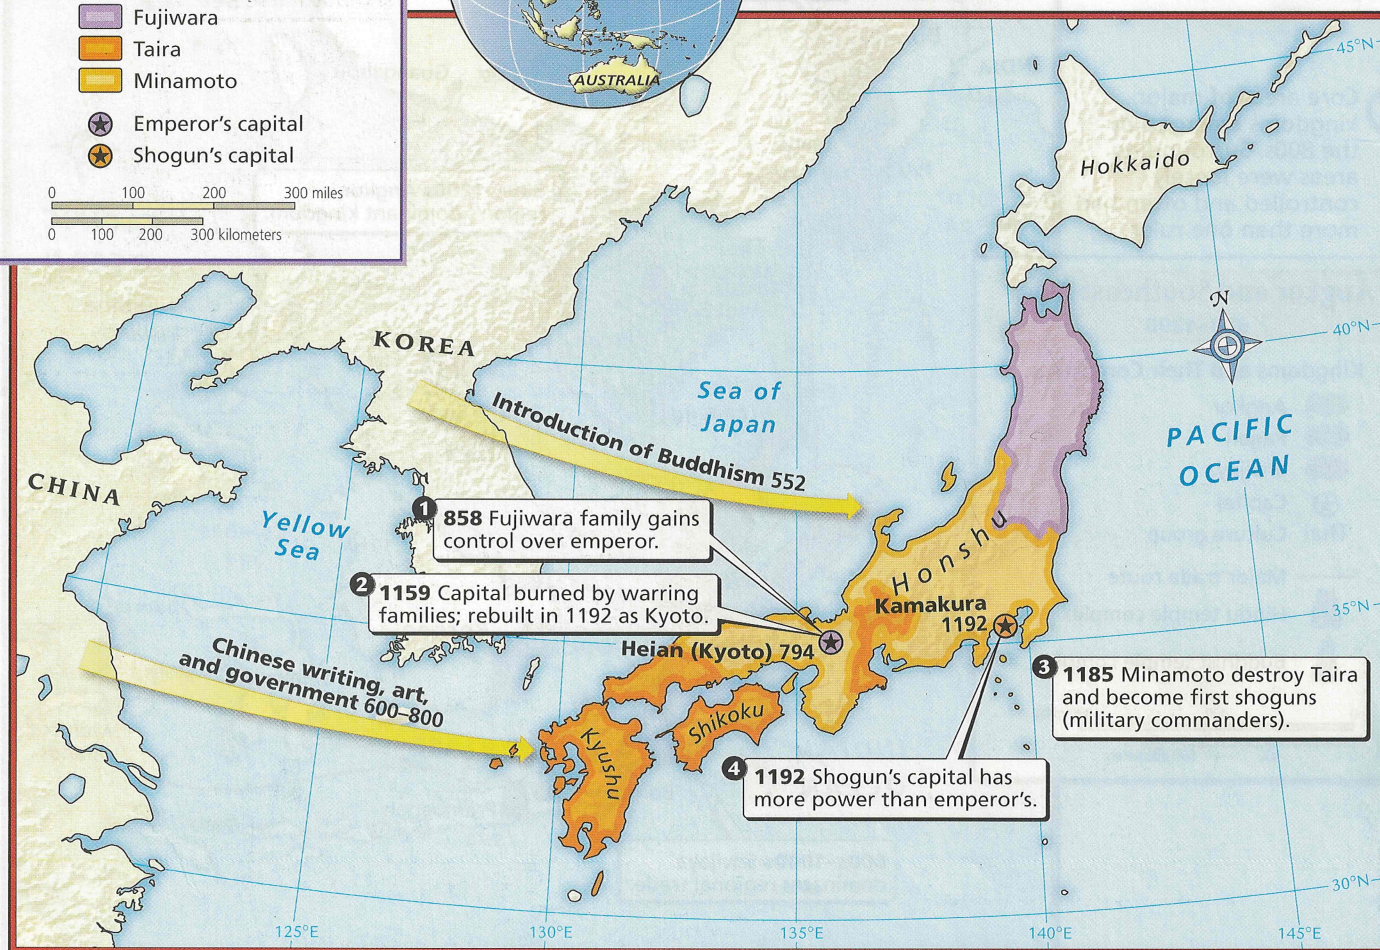 Fujiwara
Taira
Minamoto
Emperor's capital
Shogun's capital
0 100 200 300 miles
0 100 200 300 kilometers
AUSTRALIA
45°N
Hokkaido
N
40°N
KOREA
Sea of
Japan
PACIFIC
OCEAN
Introduction of Buddhism 552
CHINA
Yellow
Sea
1 858 Fujiwara family gains
control over emperor.
2 1159 Capital burned by warring
families; rebuilt in 1192 as Kyoto.
Honshu
Kamakura
1192
35°N
Heian (Kyoto) 794
Chinese writing, art,
and government 600–800
3 1185 Minamoto destroy Taira
and become first shoguns
(military commanders).
Shikoku
Kyushu
4 1192 Shogun's capital has
more power than emperor's.
30°N
125°E
130°E
135°E
140°E
145°E